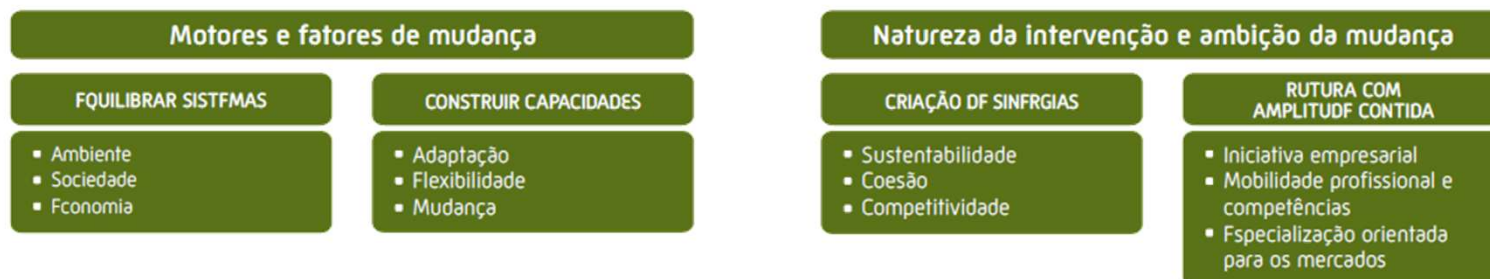 Motores e fatores de mudança
FQUILIBRAR SISTFMAS
▪ Ambiente
▪ Sociedade
▪ Fconomia
CONSTRUIR CAPACIDADES
▪ Adaptação
▪ Flexibilidade
▪ Mudança
Natureza da intervenção e ambição da mudança
CRIAÇÃO DF SINFRGIAS
▪ Sustentabilidade
▪ Coesão
▪ Competitividade
RUTURA COM
AMPLITUDF CONTIDA
▪ Iniciativa empresarial
▪ Mobilidade profissional e
competências
▪ Fspecialização orientada
para os mercados